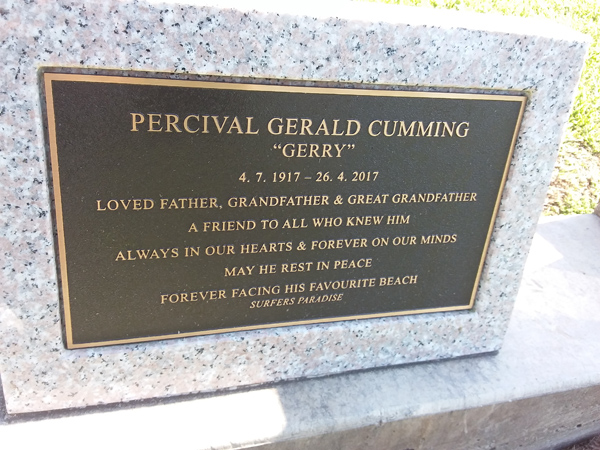 PERCIVAL GERALD CUMMING
“GERRY”
4. 7. 1917 – 26. 4. 2017
LOVED FATHER, GRANDFATHER & GREAT GRANDFATHER
A FRIEND TO ALL WHO KNEW HIM
ALWAYS IN OUR HEARTS & FOREVER ON OUR MINDS
MAY HE REST IN PEACE
FOREVER FACING HIS FAVOURITE BEACH
SURFERS PARADISE